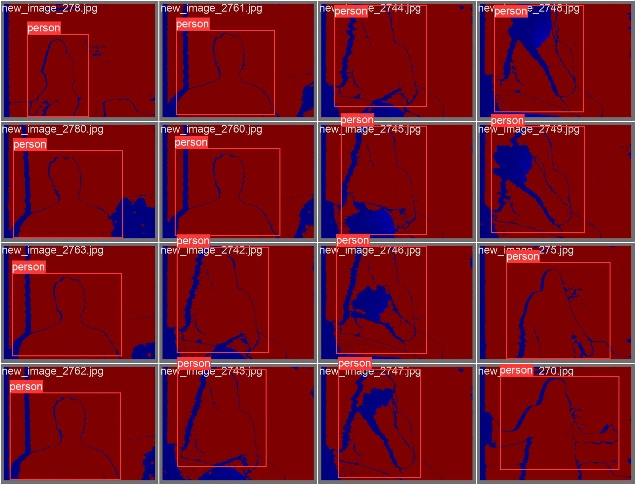 new_image_278.jpg
person
new_image_2761.jpg
person
new_image_2744.jpg
person
new_image_2748.jpg
person
new_image_2780.jpg
person
new_image_2760.jpg
person
new_image_2745.jpg
person
new_image_2749.jpg
person
new_image_2763.jpg
person
new_image_2742.jpg
person
new_image_2746.jpg
person
new_image_275.jpg
person
new_image_2762.jpg
person
new_image_2743.jpg
person
new_image_2747.jpg
person
new_image_270.jpg
person